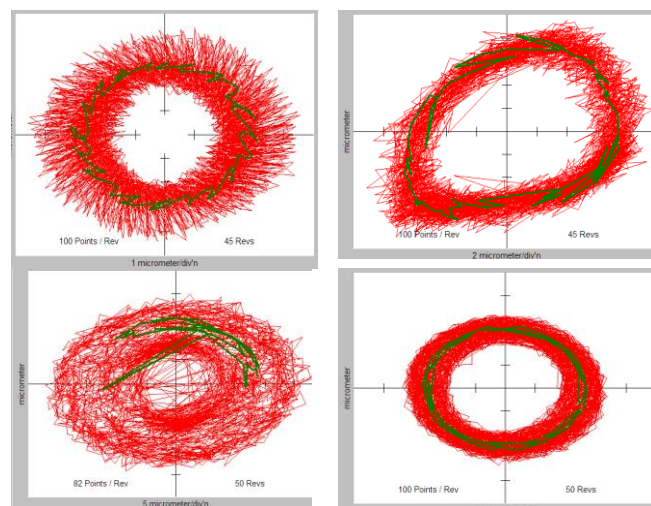 micrometer
100 Points / Rev 45 Revs
2 micrometer/div'n
100 Points / Rev 45 Revs
1 micrometer/div'n
micrometer
82 Points / Rev 50 Revs
5 micrometer/div'n
micrometer
100 Points / Rev 50 Revs